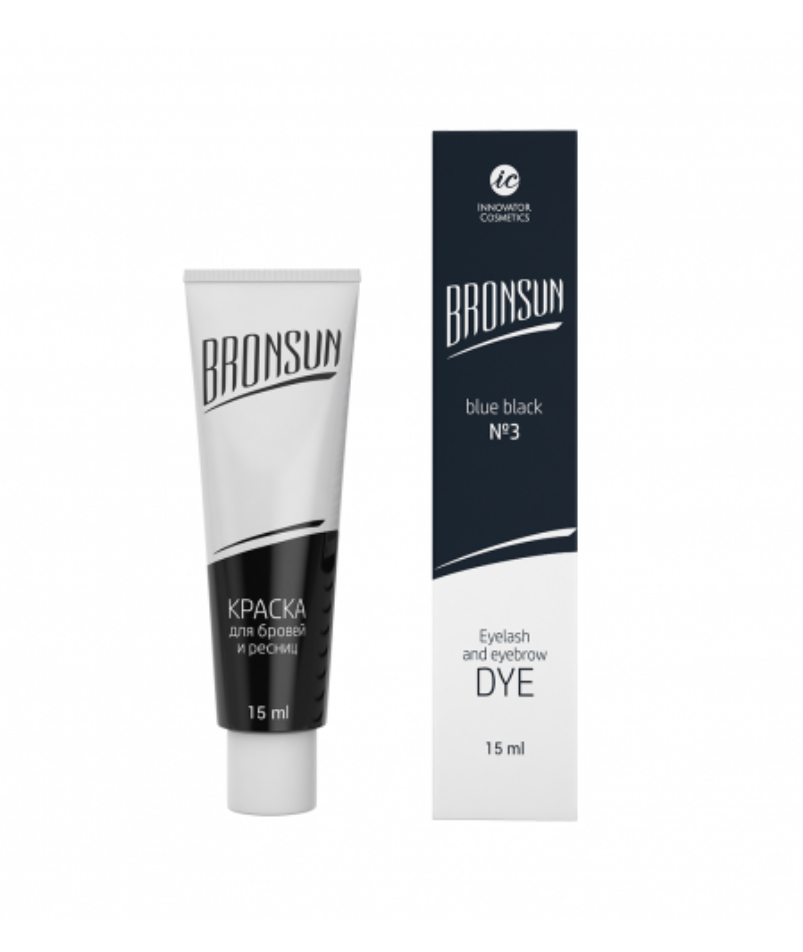 BRONSUN
КРАСКА
для бровей
и ресниц
15 ml
ic
INNOVATOR
COSMETICS
BRONSUN
blue black
№3
Eyelash
and eyebrow
DYE
15 ml